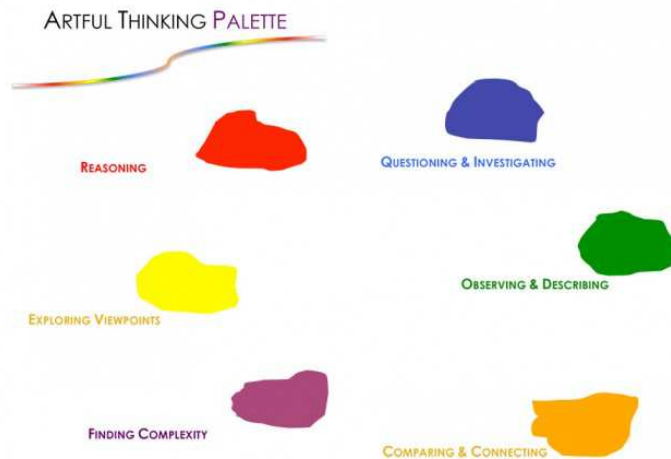 ARTFUL THINKING PALETTE
REASONING
QUESTIONING & INVESTIGATING
OBSERVING & DESCRIBING
EXPLORING VIEWPOINTS
FINDING COMPLEXITY
COMPARING & CONNECTING